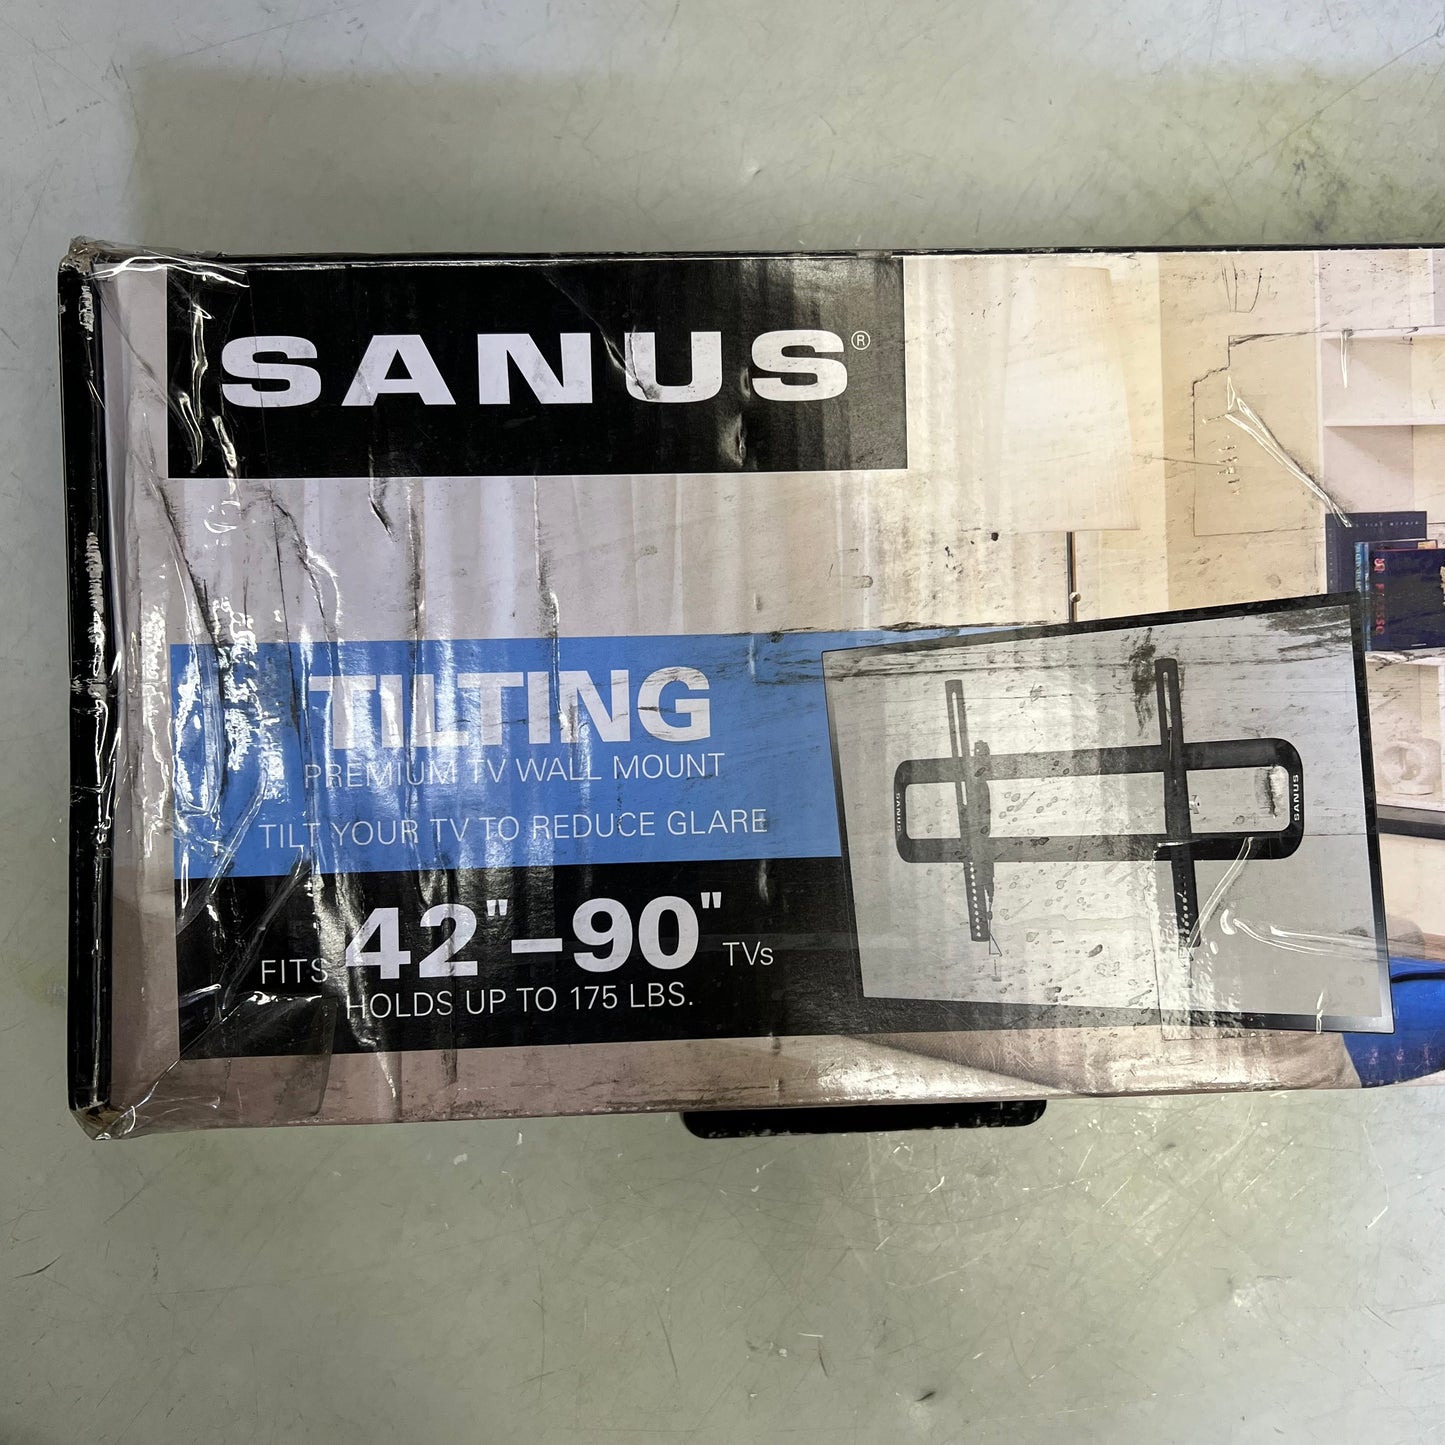 SANUS®
TILTING
PREMIUM TV WALL MOUNT
TILT YOUR TV TO REDUCE GLARE
FITS 42"–90" TVs
HOLDS UP TO 175 LBS.
SANUS
SANUS
PICASSO